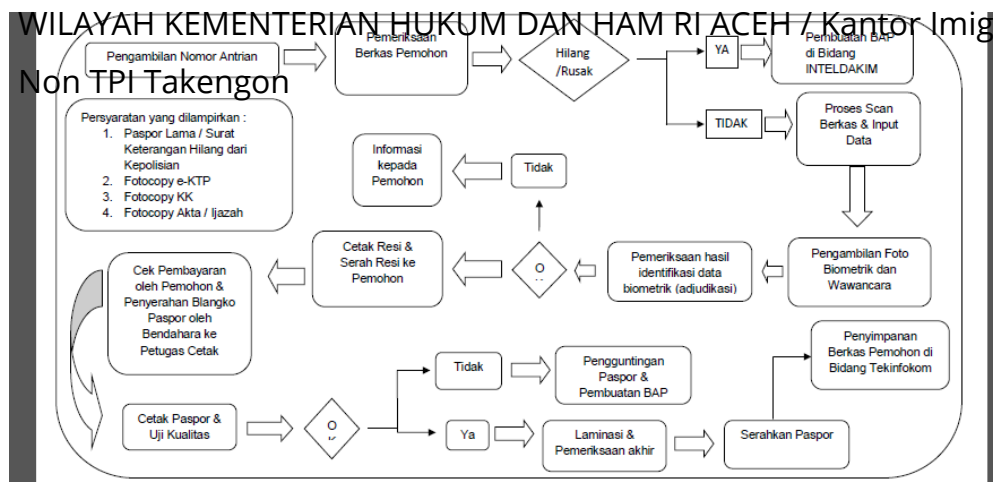 WILAYAH KEMENTERIAN HUKUM DAN HAM RI ACEH / Kantor Imig
Non TPI Takengon
Pengambilan Nomor Antrian
Pemeriksaan
Berkas Pemohon
Hilang
/Rusak
YA
Pembuatan BAP
di Bidang
INTELDAKIM
TIDAK
Proses Scan
Berkas & Input
Data
Persyaratan yang dilampirkan :
1. Paspor Lama / Surat
Keterangan Hilang dari
Kepolisian
2. Fotocopy e-KTP
3. Fotocopy KK
4. Fotocopy Akta / Ijazah
Informasi
kepada
Pemohon
Tidak
Pengambilan Foto
Biometrik dan
Wawancara
Pemeriksaan hasil
identifikasi data
biometrik (adjudikasi)
O
Cetak Resi &
Serah Resi ke
Pemohon
Cek Pembayaran
oleh Pemohon &
Penyerahan Blangko
Paspor oleh
Bendahara ke
Petugas Cetak
Cetak Paspor &
Uji Kualitas
O
Tidak
Pengguntingan
Paspor &
Pembuatan BAP
Ya
Laminasi &
Pemeriksaan akhir
Serahkan Paspor
Penyimpanan
Berkas Pemohon di
Bidang Tekinfokom